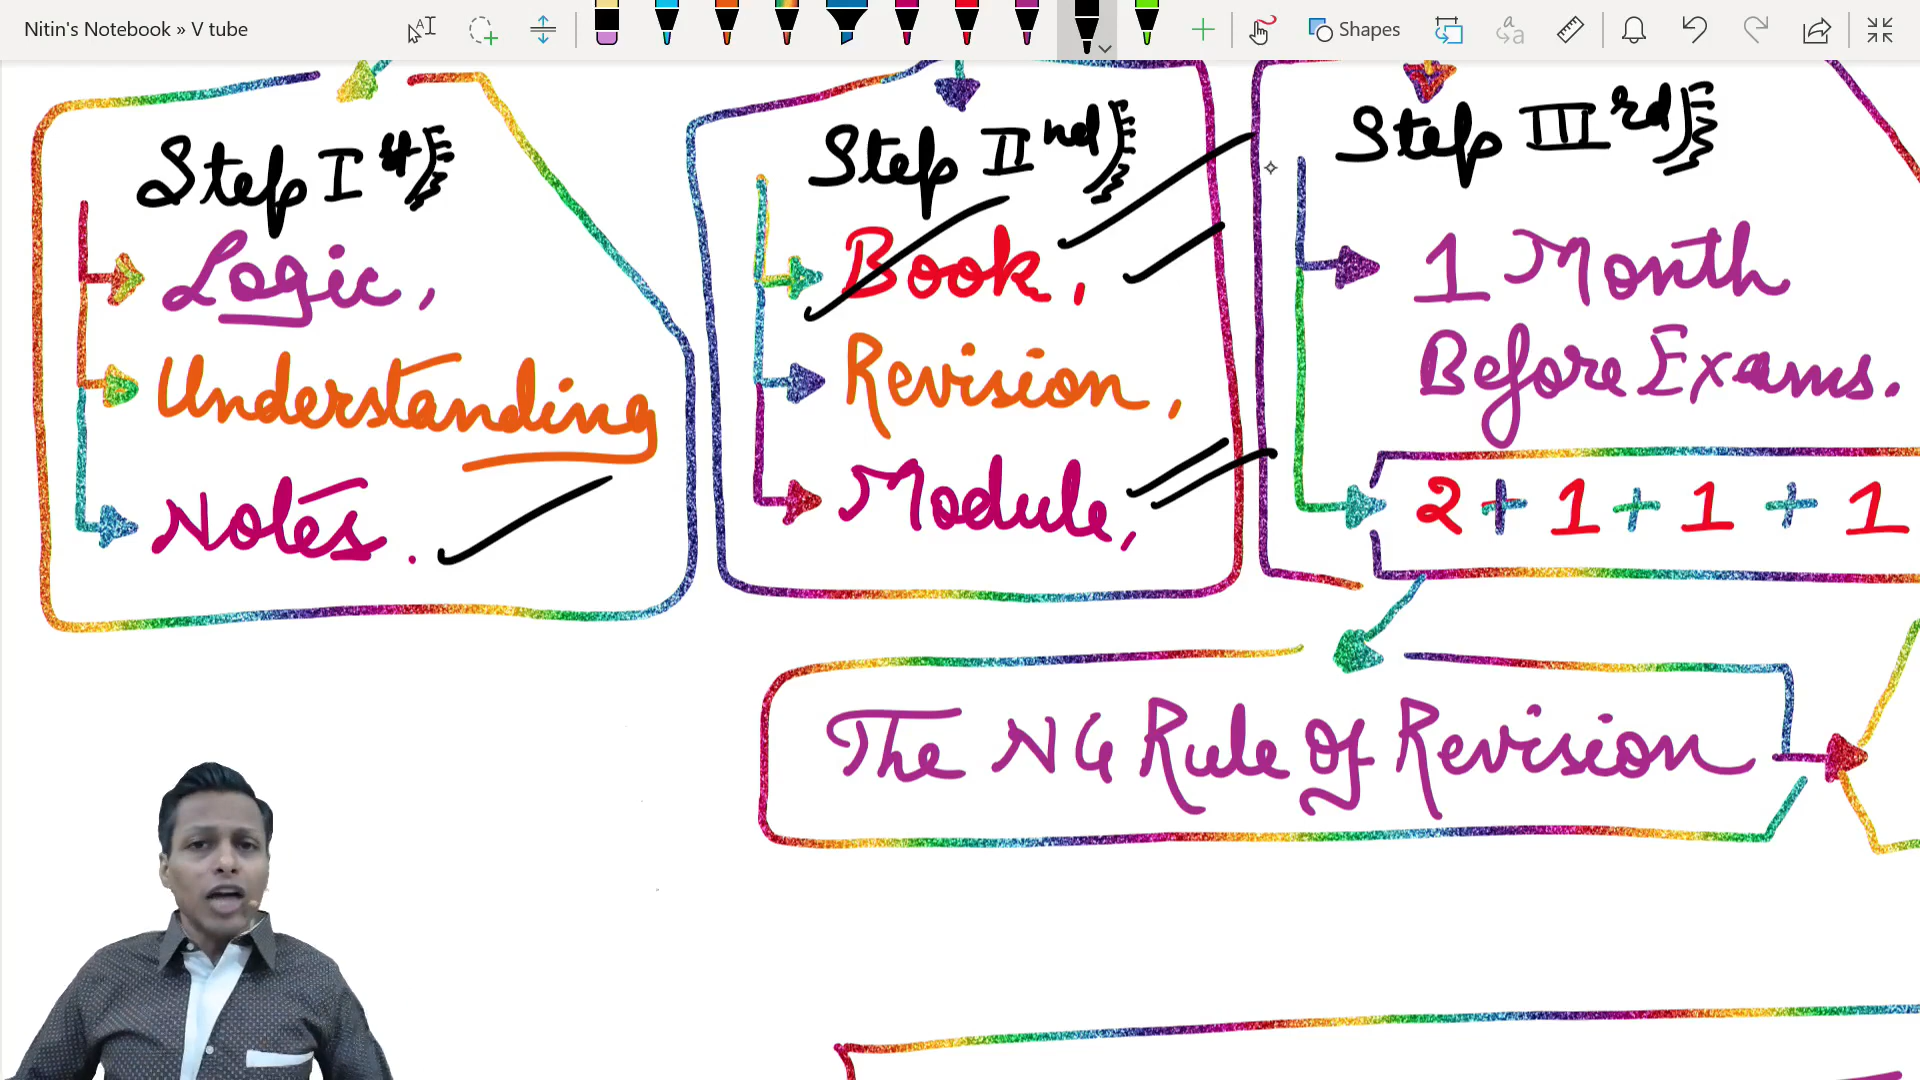 Nitin's Notebook » V tube
Shapes
Step I st
Logic,
Understanding
Notes.
Step II nd
Book,
Revision,
Module,
Step III rd
1 Month
Before Exams.
2 + 1 + 1 + 1
The NG Rule Of Revision